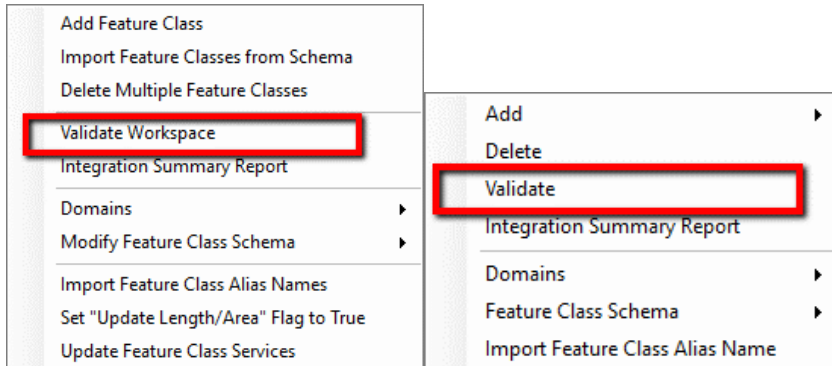 Add Feature Class
Import Feature Classes from Schema
Delete Multiple Feature Classes
Validate Workspace
Integration Summary Report
Domains
Modify Feature Class Schema
Import Feature Class Alias Names
Set "Update Length/Area" Flag to True
Update Feature Class Services
Add
Delete
Validate
Integration Summary Report
Domains
Feature Class Schema
Import Feature Class Alias Name